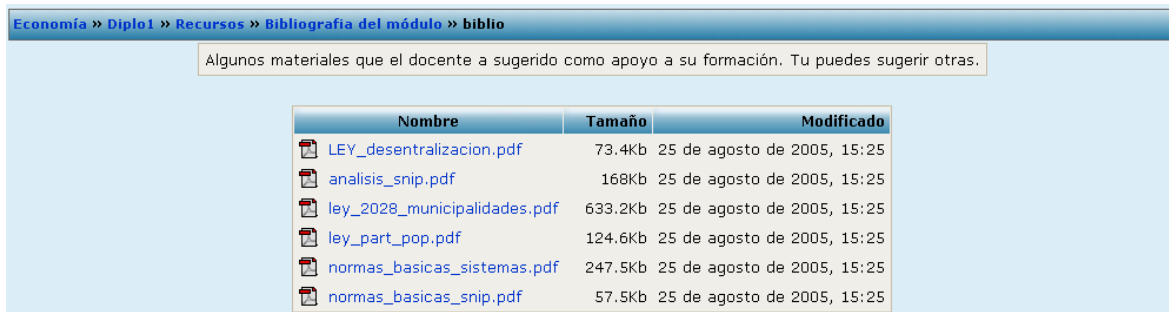 Economía » Diplo1 » Recursos » Bibliografia del módulo » biblio
Algunos materiales que el docente a sugerido como apoyo a su formación. Tu puedes sugerir otras.
Nombre Tamaño Modificado
LEY_desentralizacion.pdf 73.4Kb 25 de agosto de 2005, 15:25
analisis_snip.pdf 168Kb 25 de agosto de 2005, 15:25
ley_2028_municipalidades.pdf 633.2Kb 25 de agosto de 2005, 15:25
ley_part_pop.pdf 124.6Kb 25 de agosto de 2005, 15:25
normas_basicas_sistemas.pdf 247.5Kb 25 de agosto de 2005, 15:25
normas_basicas_snip.pdf 57.5Kb 25 de agosto de 2005, 15:25